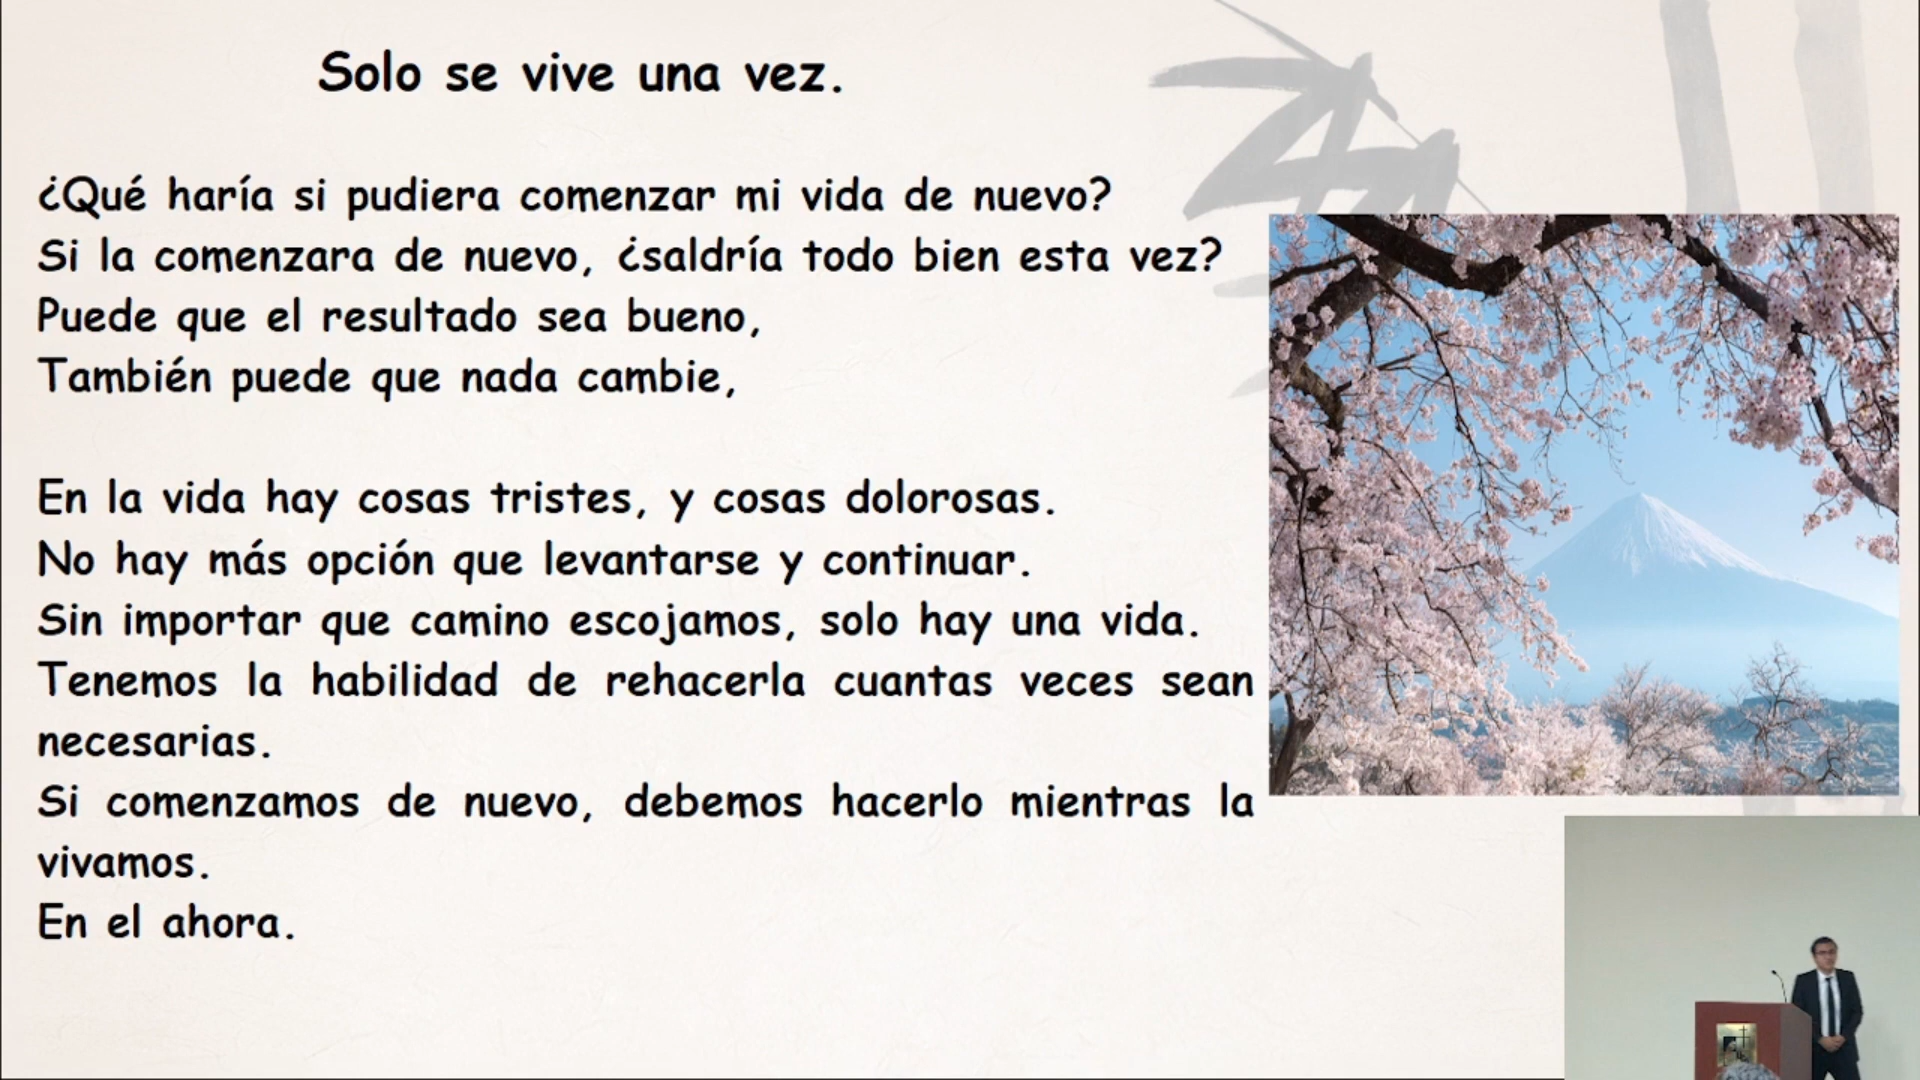 Solo se vive una vez.
¿Qué haría si pudiera comenzar mi vida de nuevo?
Si la comenzara de nuevo, ¿saldría todo bien esta vez?
Puede que el resultado sea bueno,
También puede que nada cambie,
En la vida hay cosas tristes, y cosas dolorosas.
No hay más opción que levantarse y continuar.
Sin importar que camino escojamos, solo hay una vida.
Tenemos la habilidad de rehacerla cuantas veces sean
necesarias.
Si comenzamos de nuevo, debemos hacerlo mientras la
vivamos.
En el ahora.